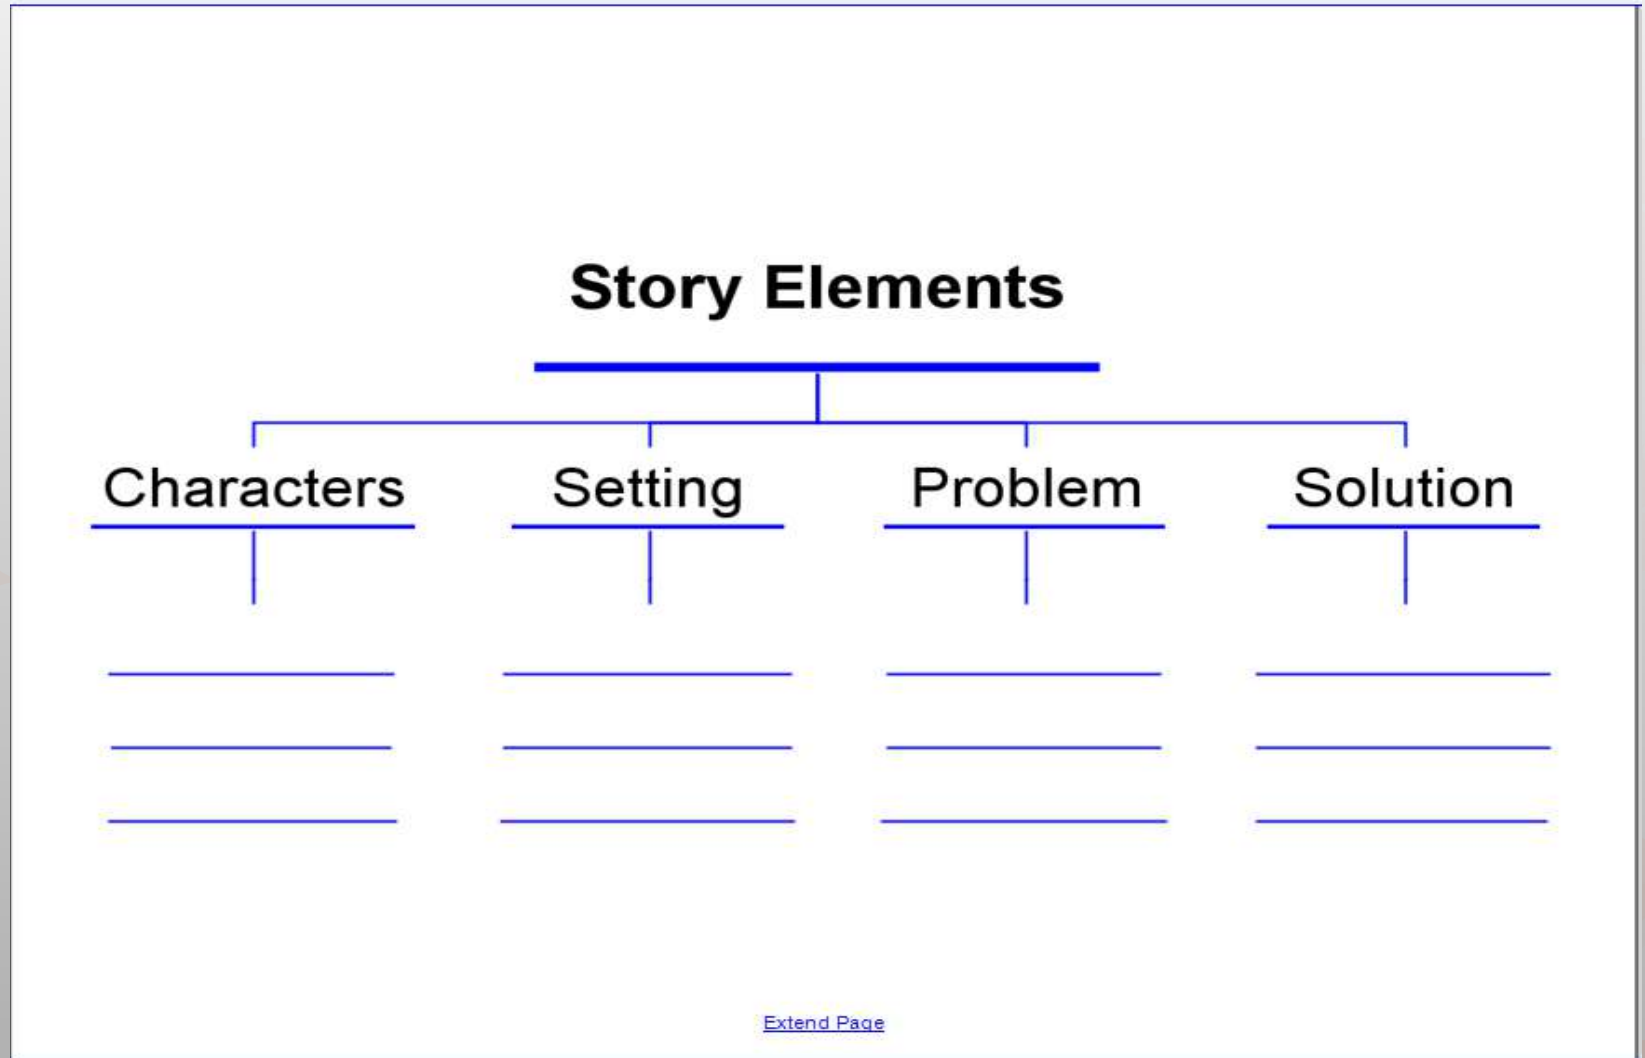 Story Elements
Characters Setting Problem Solution
Extend Page